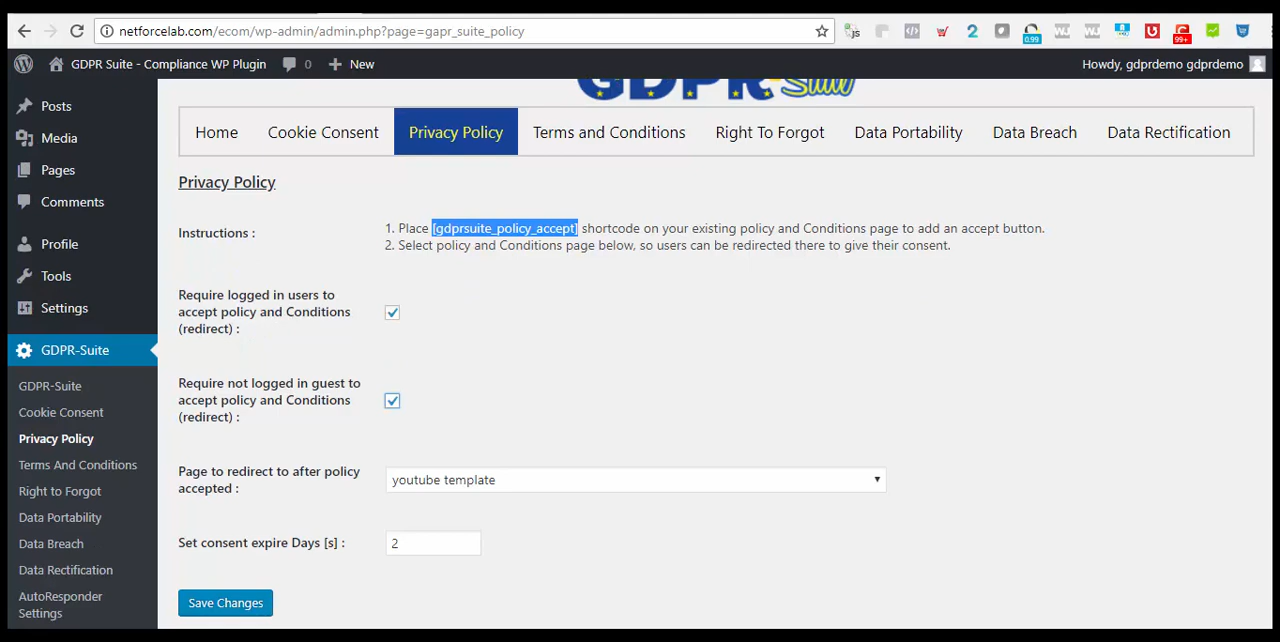 netforcelab.com/ecom/wp-admin/admin.php?page=gapr_suite_policy
js
2
0.99
99+
GDPR Suite - Compliance WP Plugin
0
New
Howdy, gdprdemo gdprdemo
GDPR Suite
Posts
Media
Pages
Comments
Profile
Tools
Settings
GDPR-Suite
GDPR-Suite
Cookie Consent
Privacy Policy
Terms And Conditions
Right to Forgot
Data Portability
Data Breach
Data Rectification
AutoResponder
Settings
Home Cookie Consent Privacy Policy Terms and Conditions Right To Forgot Data Portability Data Breach Data Rectification
Privacy Policy
Instructions :
1. Place [gdprsuite_policy_accept] shortcode on your existing policy and Conditions page to add an accept button.
2. Select policy and Conditions page below, so users can be redirected there to give their consent.
Require logged in users to
accept policy and Conditions
(redirect) :
Require not logged in guest to
accept policy and Conditions
(redirect) :
Page to redirect to after policy
accepted :
youtube template
Set consent expire Days [s] :
2
Save Changes